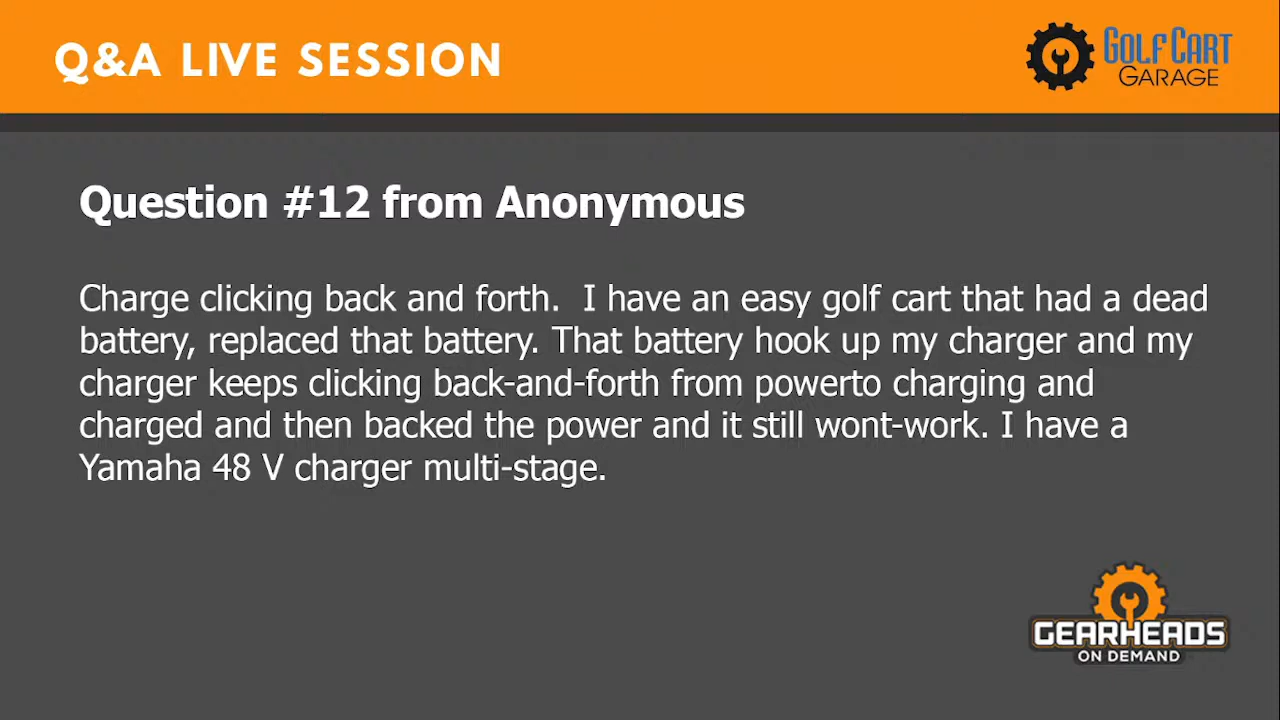 Q&A LIVE SESSION
GOLF CART
GARAGE
Question #12 from Anonymous
Charge clicking back and forth.  I have an easy golf cart that had a dead
battery, replaced that battery. That battery hook up my charger and my
charger keeps clicking back-and-forth from powerto charging and
charged and then backed the power and it still wont-work. I have a
Yamaha 48 V charger multi-stage.
GEARHEADS
ON DEMAND